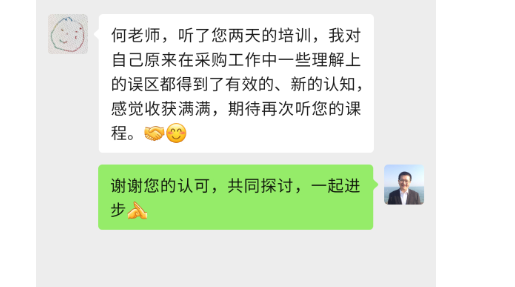 何老师，听了您两天的培训，我对
自己原来在采购工作中一些理解上
的误区都得到了有效的、新的认知，
感觉收获满满，期待再次听您的课
程。🤝😊
谢谢您的认可，共同探讨，一起进
步🙏